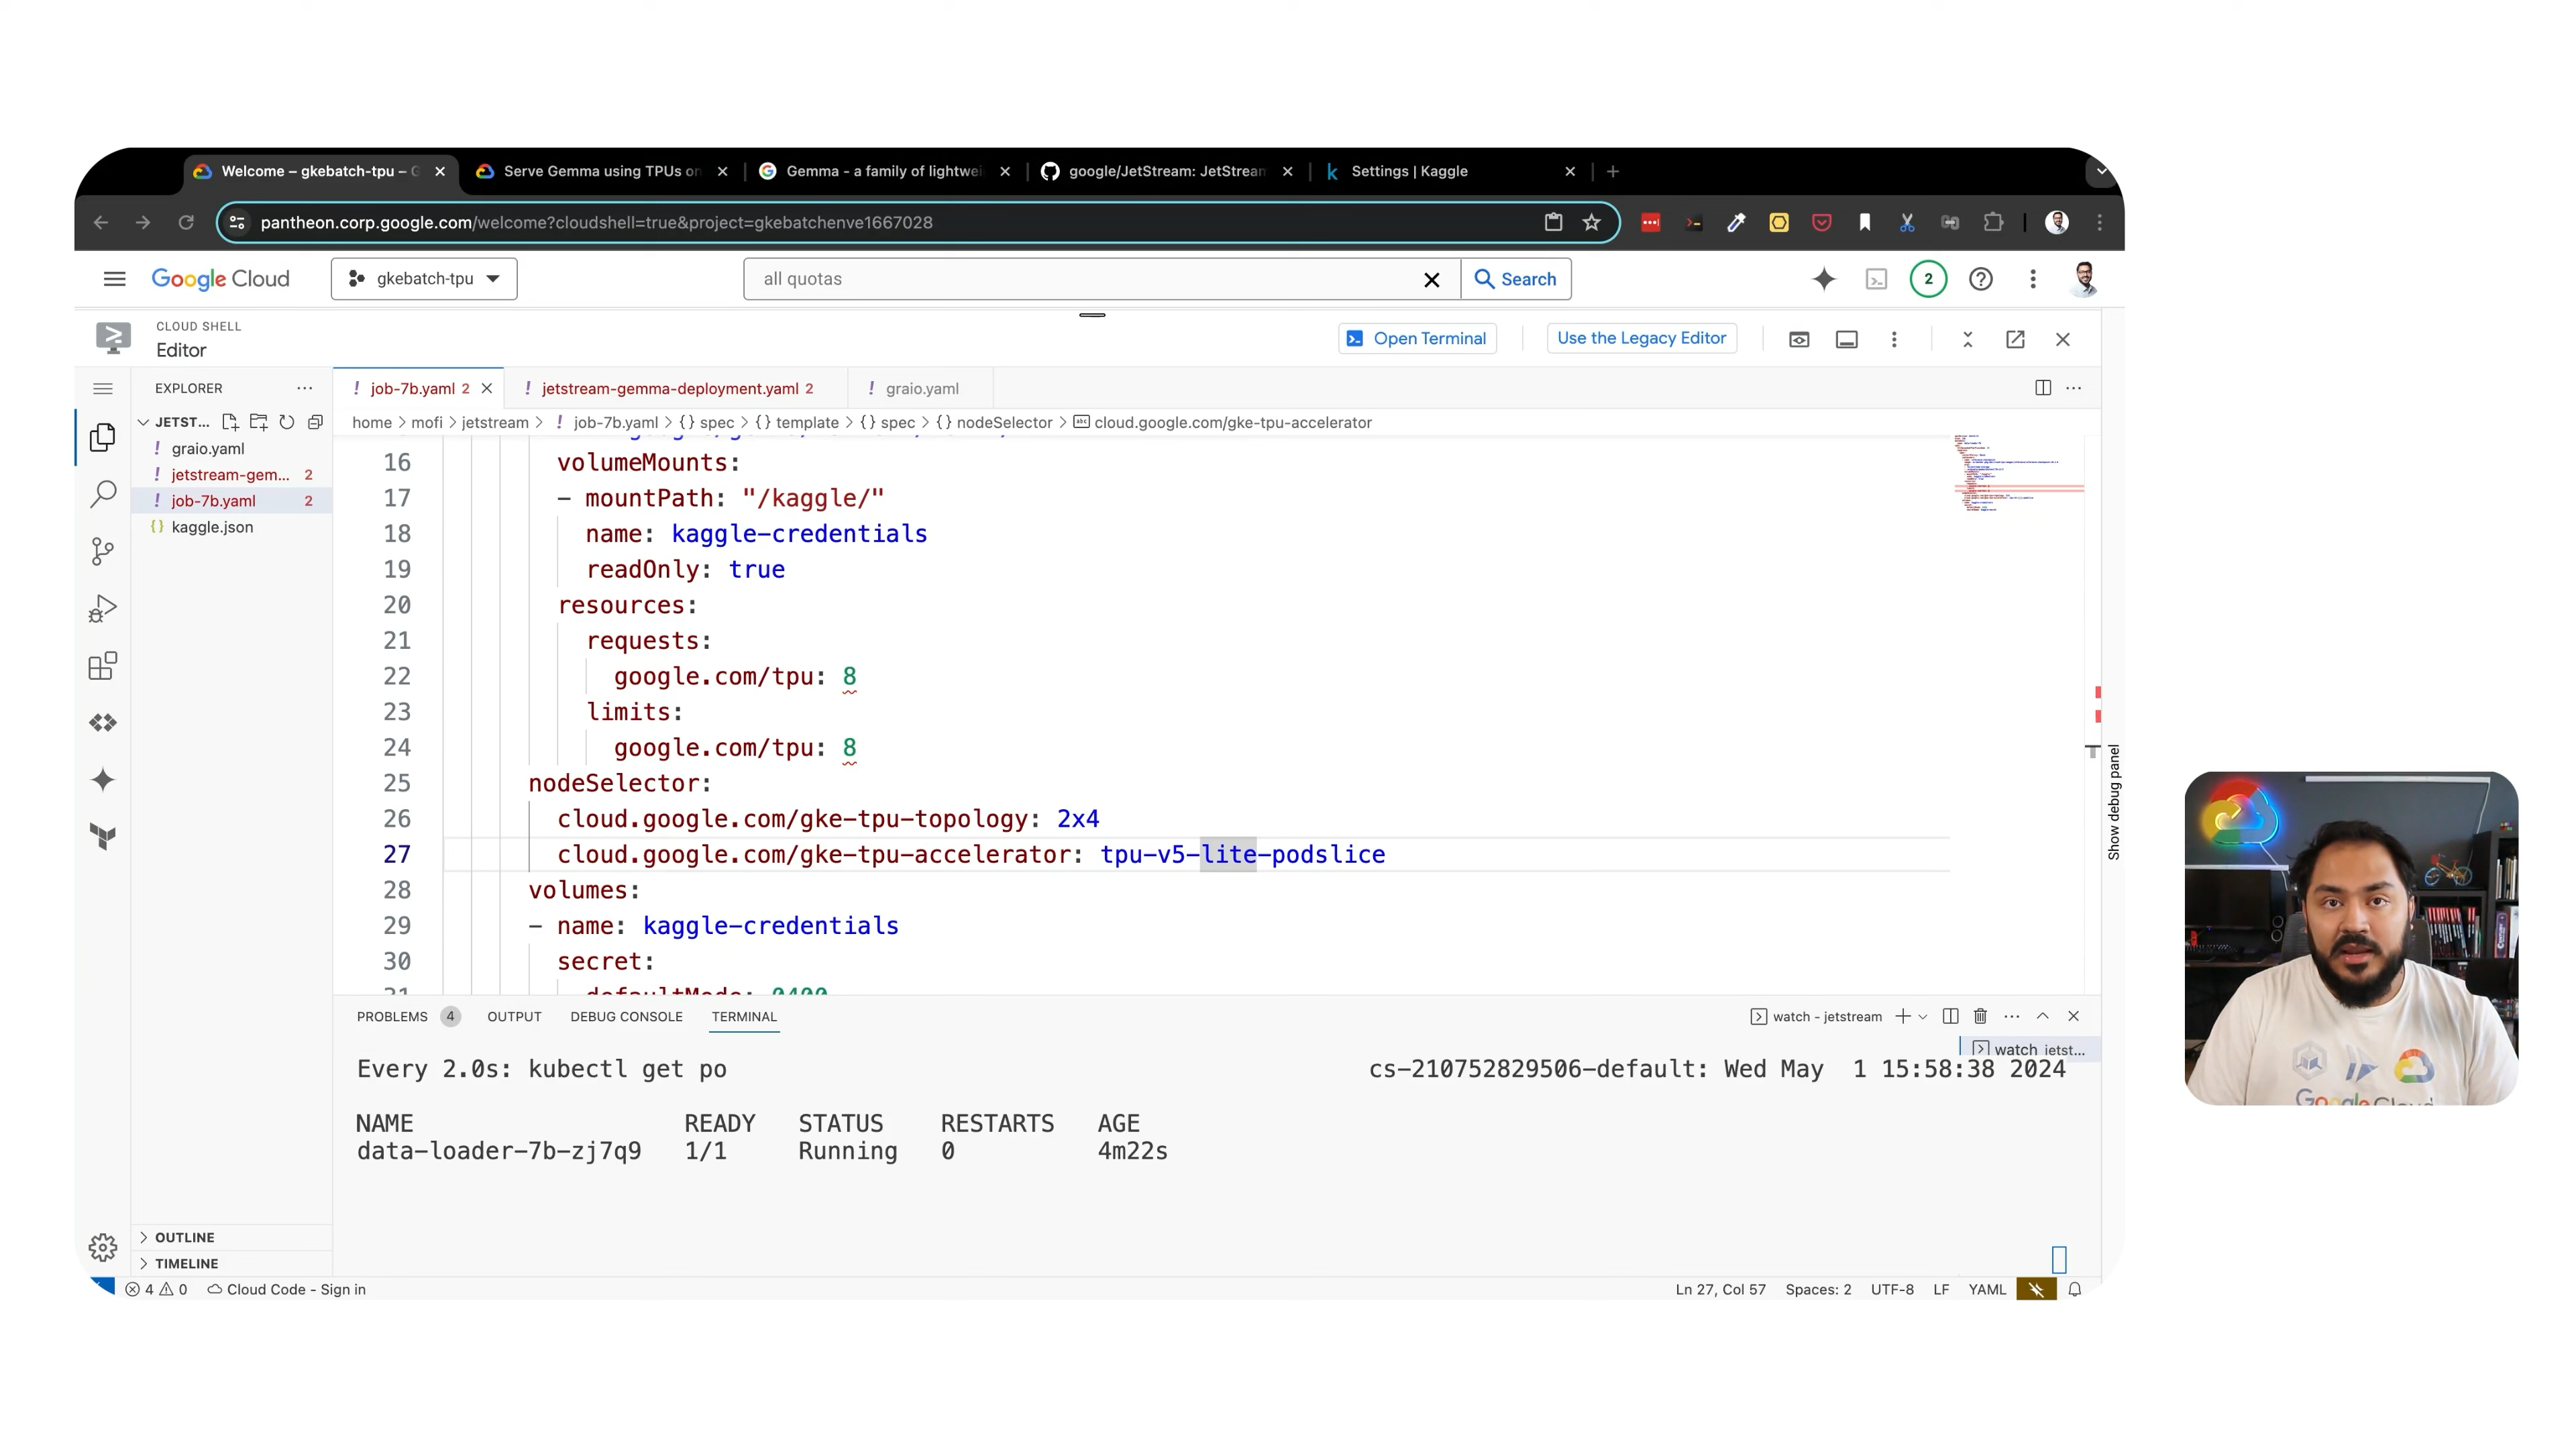 Welcome – gkebatch-tpu – G
Serve Gemma using TPUs on
Gemma - a family of lightwei
google/JetStream: JetStream
Settings | Kaggle
pantheon.corp.google.com/welcome?cloudshell=true&project=gkebatchenve1667028
Google Cloud
gkebatch-tpu
all quotas
Search
2
CLOUD SHELL
Editor
Open Terminal
Use the Legacy Editor
EXPLORER
job-7b.yaml 2
jetstream-gemma-deployment.yaml 2
graio.yaml
JETST...
home > mofi > jetstream > ! job-7b.yaml > {} spec > {} template > {} spec > {} nodeSelector > abc cloud.google.com/gke-tpu-accelerator
! graio.yaml
! jetstream-gem... 2
! job-7b.yaml 2
{} kaggle.json
16 volumeMounts:
17 - mountPath: "/kaggle/"
18 name: kaggle-credentials
19 readOnly: true
20 resources:
21 requests:
22 google.com/tpu: 8
23 limits:
24 google.com/tpu: 8
25 nodeSelector:
26 cloud.google.com/gke-tpu-topology: 2x4
27 cloud.google.com/gke-tpu-accelerator: tpu-v5-lite-podslice
28 volumes:
29 - name: kaggle-credentials
30 secret:
31 defaultMode: 0400
Show debug panel
PROBLEMS 4 OUTPUT DEBUG CONSOLE TERMINAL
watch - jetstream
watch jetst...
Every 2.0s: kubectl get po cs-210752829506-default: Wed May 1 15:58:38 2024
NAME READY STATUS RESTARTS AGE
data-loader-7b-zj7q9 1/1 Running 0 4m22s
OUTLINE
TIMELINE
4 0 Cloud Code - Sign in
Ln 27, Col 57 Spaces: 2 UTF-8 LF YAML
Google Cloud